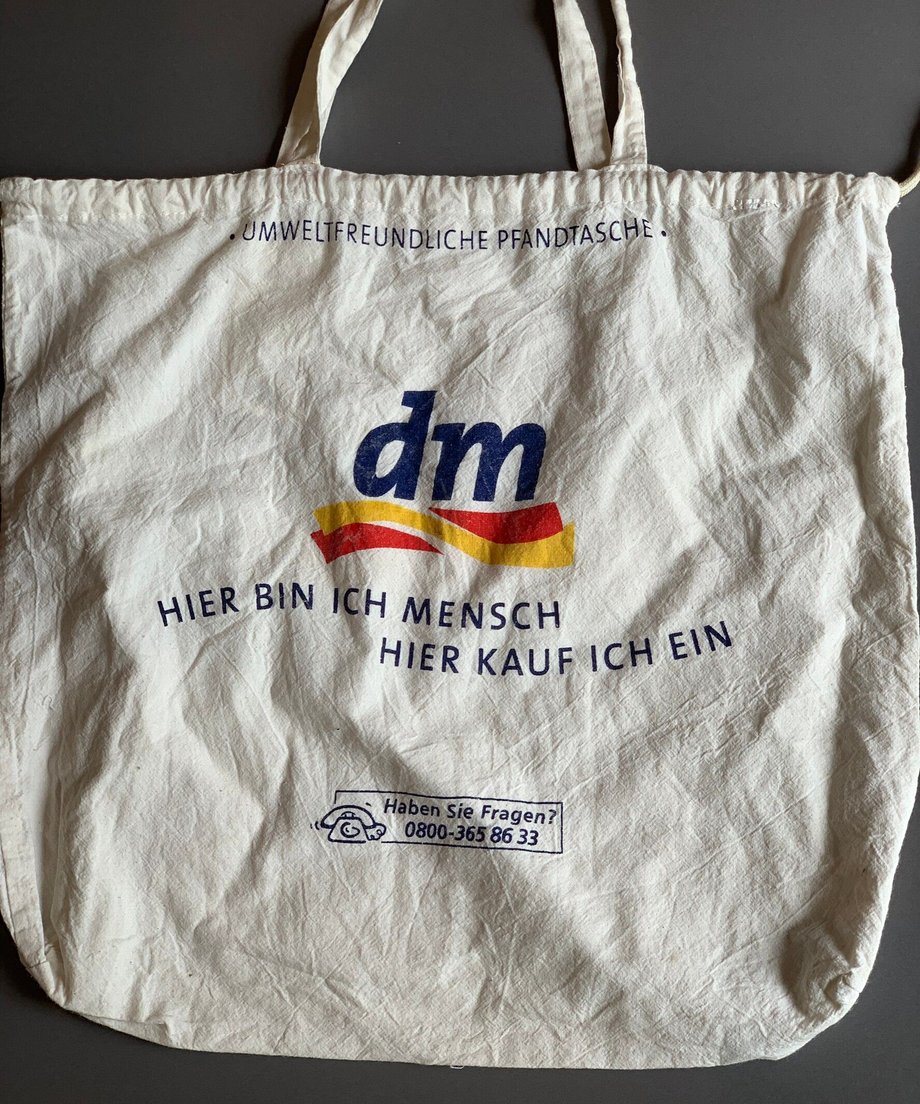 • UMWELTFREUNDLICHE PFANDTASCHE •
dm
HIER BIN ICH MENSCH
HIER KAUF ICH EIN
Haben Sie Fragen?
0800-365 86 33